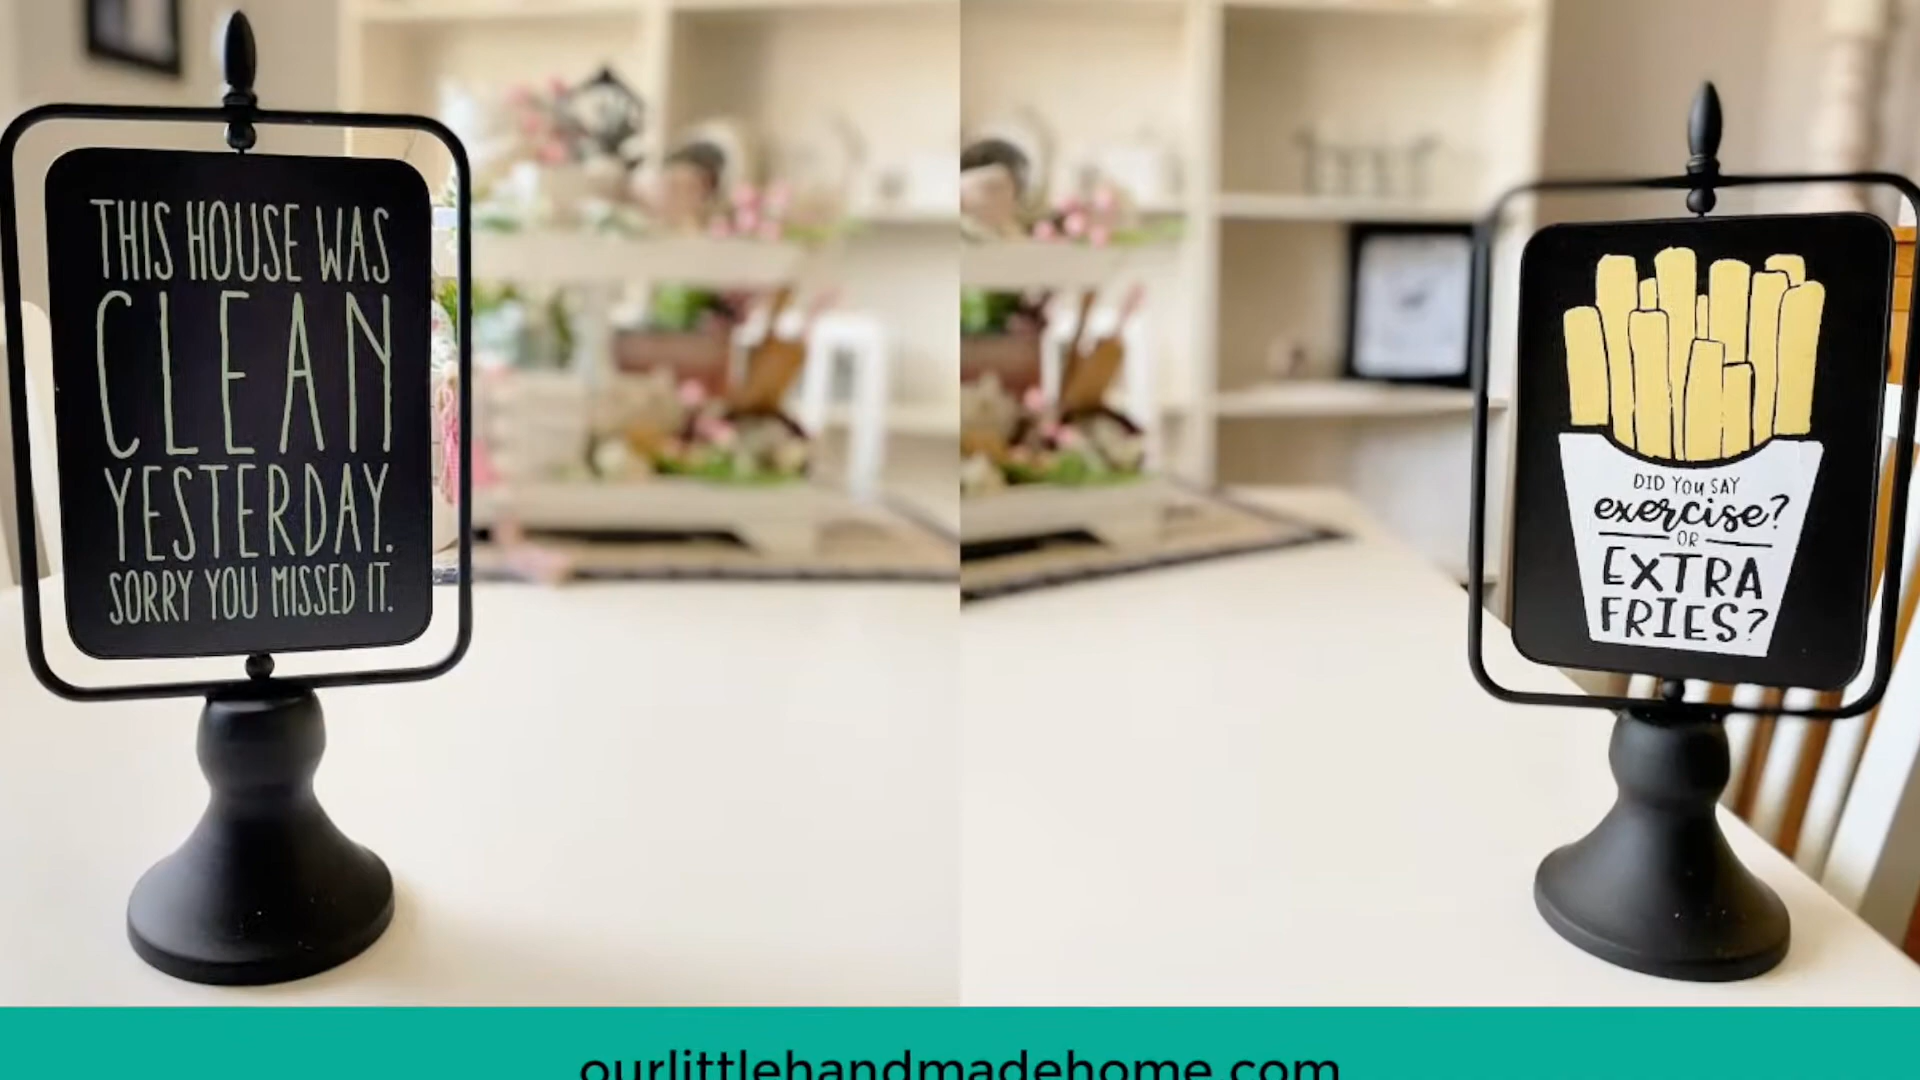 THIS HOUSE WAS
CLEAN
YESTERDAY.
SORRY YOU MISSED IT.
DID YOU SAY
exercise?
OR
EXTRA
FRIES?
ourlittlehandmadehome.com